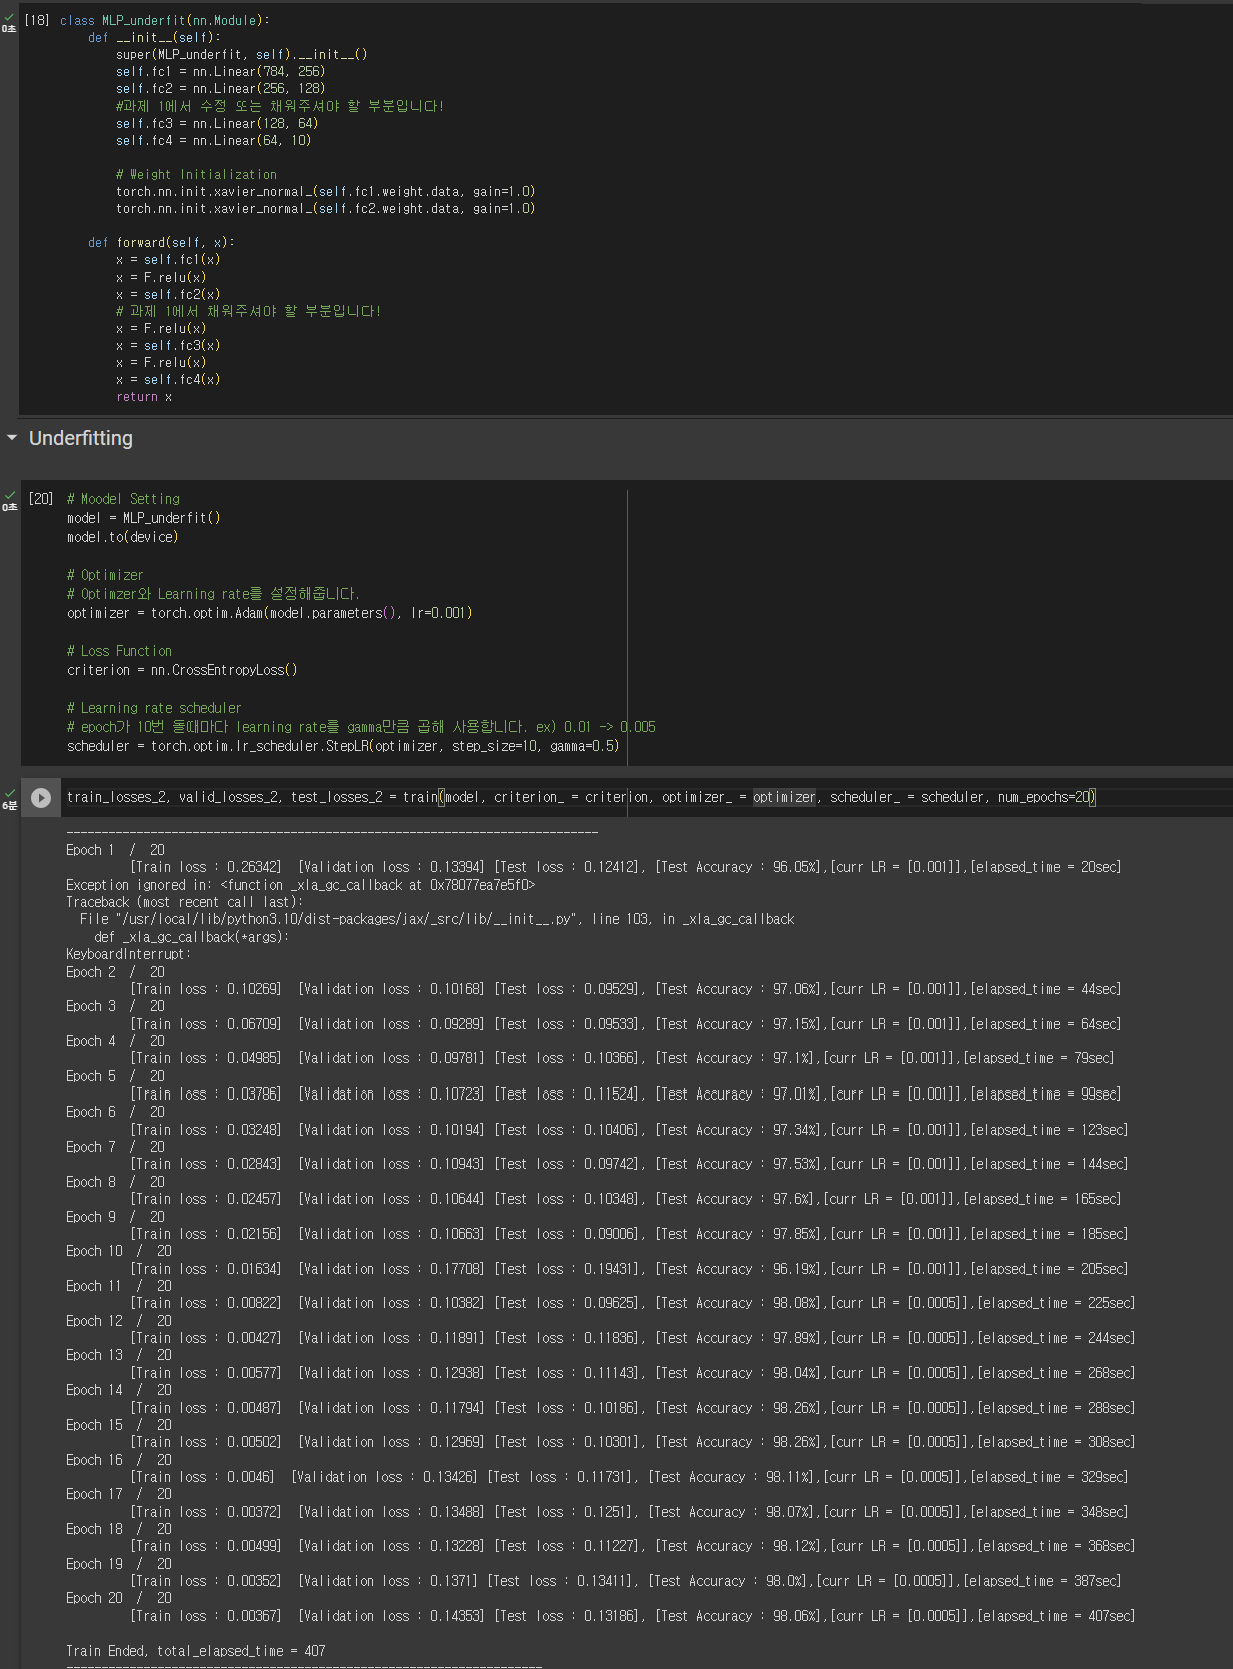 [18] class MLP_underfit(nn.Module):
0초
def __init__(self):
super(MLP_underfit, self).__init__()
self.fc1 = nn.Linear(784, 256)
self.fc2 = nn.Linear(256, 128)
#과제 1에서 수정 또는 채워주셔야 할 부분입니다!
self.fc3 = nn.Linear(128, 64)
self.fc4 = nn.Linear(64, 10)
# Weight Initialization
torch.nn.init.xavier_normal_(self.fc1.weight.data, gain=1.0)
torch.nn.init.xavier_normal_(self.fc2.weight.data, gain=1.0)
def forward(self, x):
x = self.fc1(x)
x = F.relu(x)
x = self.fc2(x)
# 과제 1에서 채워주셔야 할 부분입니다!
x = F.relu(x)
x = self.fc3(x)
x = F.relu(x)
x = self.fc4(x)
return x
Underfitting
[20] # Moodel Setting
0초
model = MLP_underfit()
model.to(device)
# Optimizer
# Optimzer와 Learning rate를 설정해줍니다.
optimizer = torch.optim.Adam(model.parameters(), lr=0.001)
# Loss Function
criterion = nn.CrossEntropyLoss()
# Learning rate scheduler
# epoch가 10번 돌때마다 learning rate를 gamma만큼 곱해 사용합니다. ex) 0.01 -> 0.005
scheduler = torch.optim.lr_scheduler.StepLR(optimizer, step_size=10, gamma=0.5)
6분
train_losses_2, valid_losses_2, test_losses_2 = train(model, criterion_ = criterion, optimizer_ = optimizer, scheduler_ = scheduler, num_epochs=20)
----------------------------------------------------------------------------
Epoch 1 / 20
[Train loss : 0.26342] [Validation loss : 0.13394] [Test loss : 0.12412], [Test Accuracy : 96.05%],[curr LR = [0.001]],[elapsed_time = 20sec]
Exception ignored in: <function _xla_gc_callback at 0x78077ea7e5f0>
Traceback (most recent call last):
File "/usr/local/lib/python3.10/dist-packages/jax/_src/lib/__init__.py", line 103, in _xla_gc_callback
def _xla_gc_callback(*args):
KeyboardInterrupt:
Epoch 2 / 20
[Train loss : 0.10269] [Validation loss : 0.10168] [Test loss : 0.09529], [Test Accuracy : 97.06%],[curr LR = [0.001]],[elapsed_time = 44sec]
Epoch 3 / 20
[Train loss : 0.06709] [Validation loss : 0.09289] [Test loss : 0.09533], [Test Accuracy : 97.15%],[curr LR = [0.001]],[elapsed_time = 64sec]
Epoch 4 / 20
[Train loss : 0.04985] [Validation loss : 0.09781] [Test loss : 0.10366], [Test Accuracy : 97.1%],[curr LR = [0.001]],[elapsed_time = 79sec]
Epoch 5 / 20
[Train loss : 0.03786] [Validation loss : 0.10723] [Test loss : 0.11524], [Test Accuracy : 97.01%],[curr LR = [0.001]],[elapsed_time = 99sec]
Epoch 6 / 20
[Train loss : 0.03248] [Validation loss : 0.10194] [Test loss : 0.10406], [Test Accuracy : 97.34%],[curr LR = [0.001]],[elapsed_time = 123sec]
Epoch 7 / 20
[Train loss : 0.02843] [Validation loss : 0.10943] [Test loss : 0.09742], [Test Accuracy : 97.53%],[curr LR = [0.001]],[elapsed_time = 144sec]
Epoch 8 / 20
[Train loss : 0.02457] [Validation loss : 0.10644] [Test loss : 0.10348], [Test Accuracy : 97.6%],[curr LR = [0.001]],[elapsed_time = 165sec]
Epoch 9 / 20
[Train loss : 0.02156] [Validation loss : 0.10663] [Test loss : 0.09006], [Test Accuracy : 97.85%],[curr LR = [0.001]],[elapsed_time = 185sec]
Epoch 10 / 20
[Train loss : 0.01634] [Validation loss : 0.17708] [Test loss : 0.19431], [Test Accuracy : 96.19%],[curr LR = [0.001]],[elapsed_time = 205sec]
Epoch 11 / 20
[Train loss : 0.00822] [Validation loss : 0.10382] [Test loss : 0.09625], [Test Accuracy : 98.08%],[curr LR = [0.0005]],[elapsed_time = 225sec]
Epoch 12 / 20
[Train loss : 0.00427] [Validation loss : 0.11891] [Test loss : 0.11836], [Test Accuracy : 97.89%],[curr LR = [0.0005]],[elapsed_time = 244sec]
Epoch 13 / 20
[Train loss : 0.00577] [Validation loss : 0.12938] [Test loss : 0.11143], [Test Accuracy : 98.04%],[curr LR = [0.0005]],[elapsed_time = 268sec]
Epoch 14 / 20
[Train loss : 0.00487] [Validation loss : 0.11794] [Test loss : 0.10186], [Test Accuracy : 98.26%],[curr LR = [0.0005]],[elapsed_time = 288sec]
Epoch 15 / 20
[Train loss : 0.00502] [Validation loss : 0.12969] [Test loss : 0.10301], [Test Accuracy : 98.26%],[curr LR = [0.0005]],[elapsed_time = 308sec]
Epoch 16 / 20
[Train loss : 0.0046] [Validation loss : 0.13426] [Test loss : 0.11731], [Test Accuracy : 98.11%],[curr LR = [0.0005]],[elapsed_time = 329sec]
Epoch 17 / 20
[Train loss : 0.00372] [Validation loss : 0.13488] [Test loss : 0.1251], [Test Accuracy : 98.07%],[curr LR = [0.0005]],[elapsed_time = 348sec]
Epoch 18 / 20
[Train loss : 0.00499] [Validation loss : 0.13228] [Test loss : 0.11227], [Test Accuracy : 98.12%],[curr LR = [0.0005]],[elapsed_time = 368sec]
Epoch 19 / 20
[Train loss : 0.00352] [Validation loss : 0.1371] [Test loss : 0.13411], [Test Accuracy : 98.0%],[curr LR = [0.0005]],[elapsed_time = 387sec]
Epoch 20 / 20
[Train loss : 0.00367] [Validation loss : 0.14353] [Test loss : 0.13186], [Test Accuracy : 98.06%],[curr LR = [0.0005]],[elapsed_time = 407sec]
Train Ended, total_elapsed_time = 407
--------------------------------------------------------------------